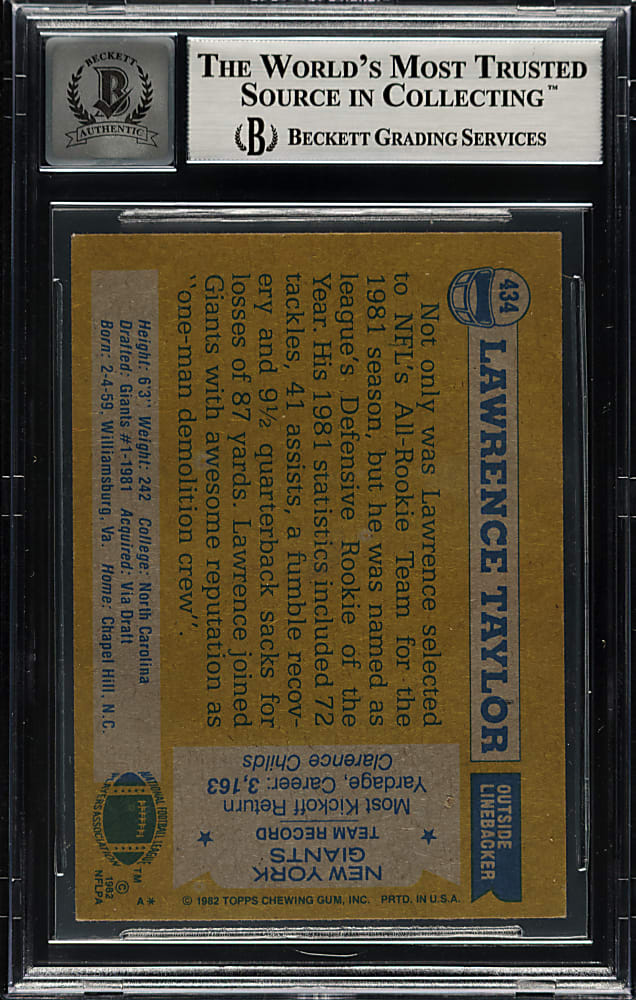 BECKETT
B
AUTHENTIC
THE WORLD'S MOST TRUSTED
SOURCE IN COLLECTING™
B BECKETT GRADING SERVICES
434
LAWRENCE TAYLOR
OUTSIDE
LINEBACKER
Not only was Lawrence selected
to NFL's All-Rookie Team for the
1981 season, but he was named as
league's Defensive Rookie of the
Year. His 1981 statistics included 72
tackles, 41 assists, a fumble recov-
ery and 9½ quarterback sacks for
losses of 87 yards. Lawrence joined
Giants with awesome reputation as
"one-man demolition crew".
Height: 6'3" Weight: 242 College: North Carolina
Drafted: Giants #1-1981 Acquired: Via Draft
Born: 2-4-59, Williamsburg, Va. Home: Chapel Hill, N.C.
NEW YORK
GIANTS
TEAM RECORD
Most Kickoff Return
Yardage, Career: 3,163
Clarence Childs
NATIONAL FOOTBALL LEAGUE
PLAYERS ASSOCIATION
TM
©
1982
NFLPA
A*
© 1982 TOPPS CHEWING GUM, INC. PRTD. IN U.S.A.